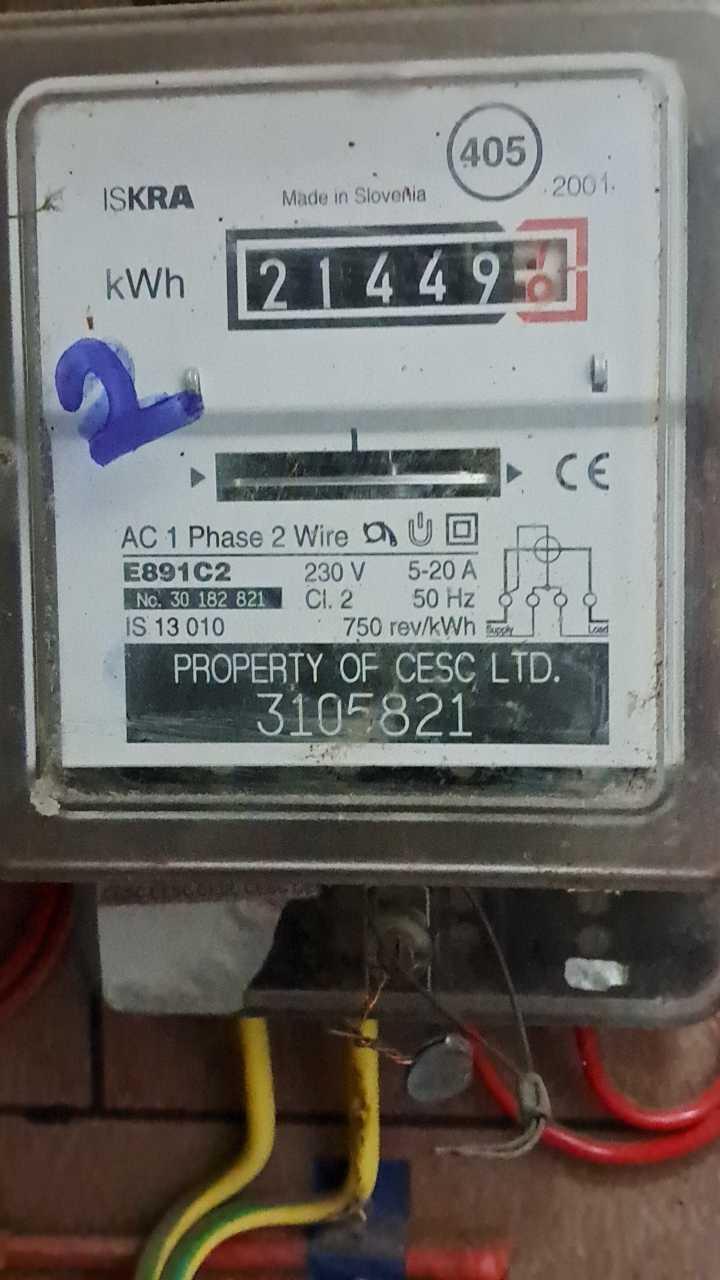 405
ISKRA Made in Slovenia 2001
kWh 21449
2
CE
AC 1 Phase 2 Wire
E891C2 230 V 5-20 A
No. 30 182 821 Cl. 2 50 Hz
IS 13 010 750 rev/kWh
Supply Load
PROPERTY OF CESC LTD.
3105821